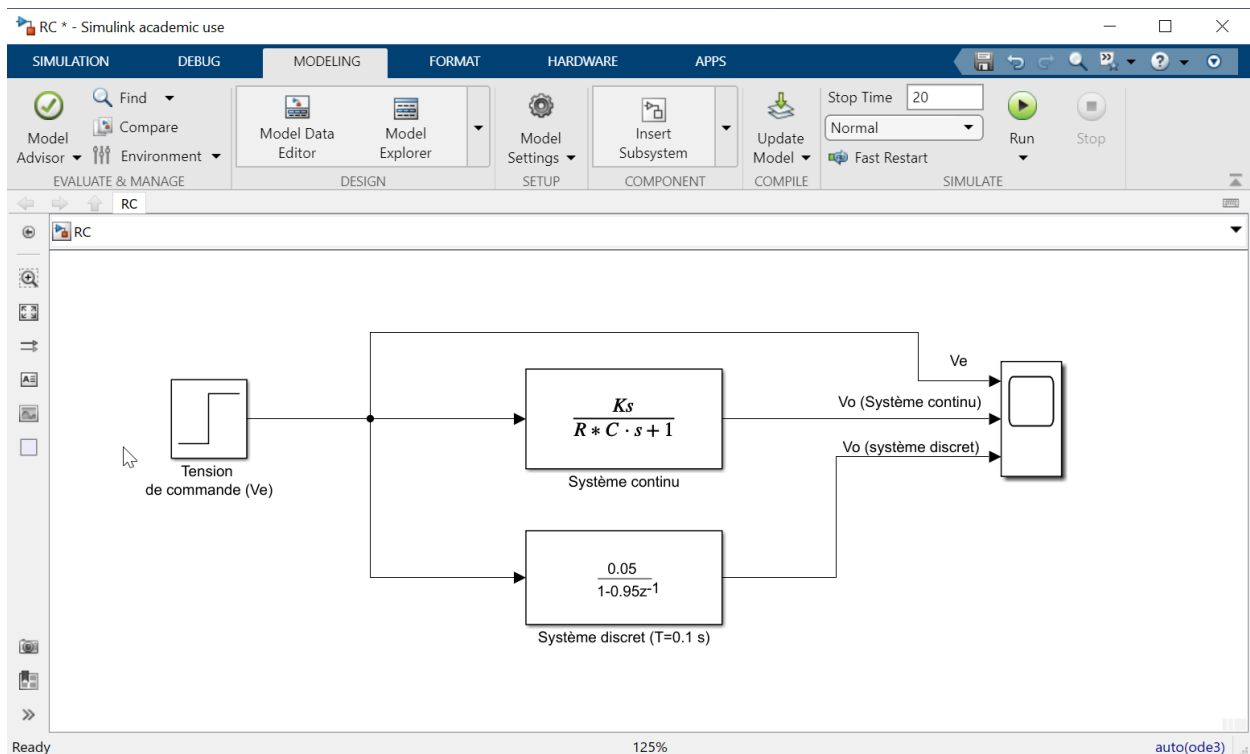 RC * - Simulink academic use
SIMULATION DEBUG MODELING FORMAT HARDWARE APPS
Model Advisor
Find
Compare
Environment
Model Data Editor
Model Explorer
Model Settings
Insert Subsystem
Update Model
Stop Time 20
Normal
Fast Restart
Run
Stop
EVALUATE & MANAGE DESIGN SETUP COMPONENT COMPILE SIMULATE
RC
RC
Ve
Vo (Système continu)
Vo (système discret)
Ks
R * C · s + 1
Tension
de commande (Ve)
Système continu
0.05
1-0.95z-1
Système discret (T=0.1 s)
Ready 125% auto(ode3)